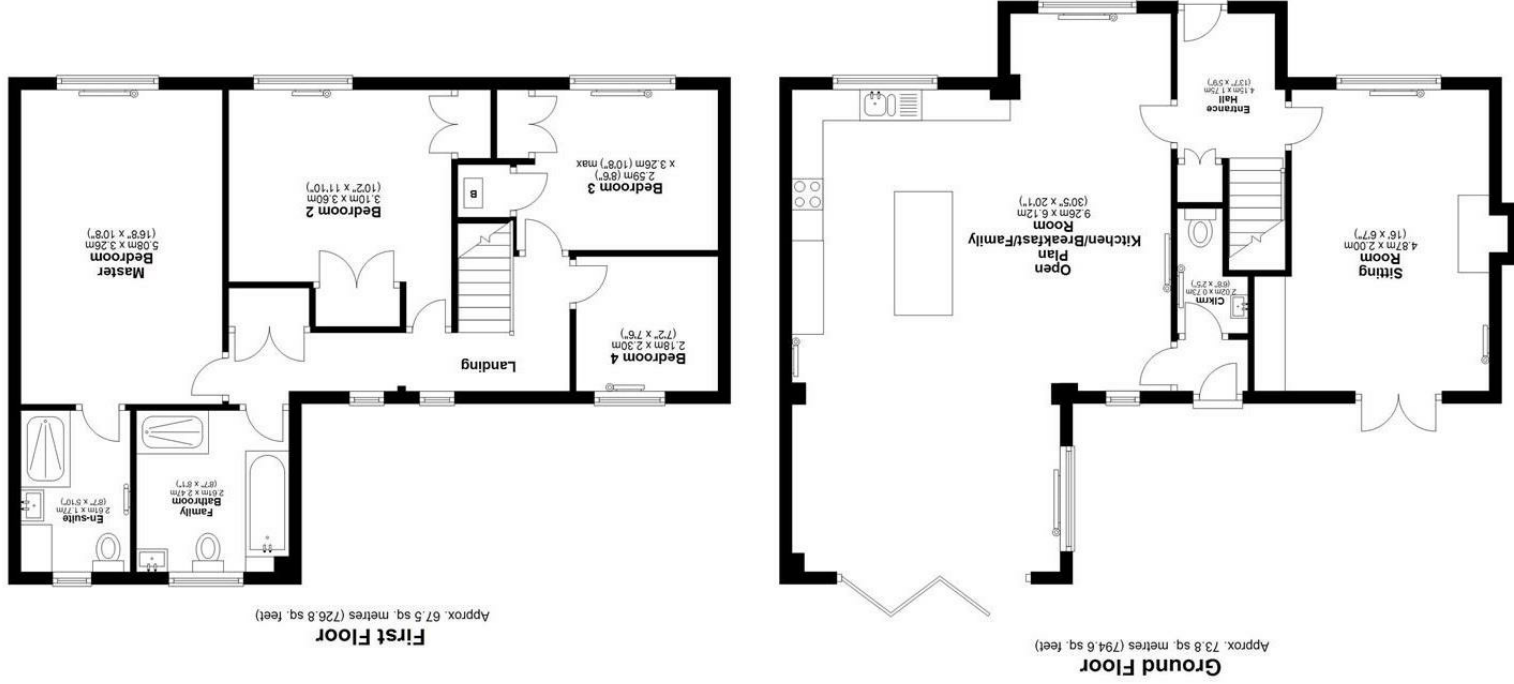 Ground Floor
Approx. 73.8 sq. metres (794.6 sq. feet)
Sitting
Room
4.87m x 2.00m
(16' x 6'7")
Clkrm
2.02m x 0.73m
(6'8" x 2'5")
Open
Plan
Kitchen/Breakfast/Family
Room
9.26m x 6.12m
(30'5" x 20'1")
Entrance
Hall
4.15m x 1.75m
(13'7" x 5'9")
First Floor
Approx. 67.5 sq. metres (726.8 sq. feet)
Family
Bathroom
2.61m x 2.47m
(8'7" x 8'1")
En-suite
2.61m x 1.77m
(8'7" x 5'10")
Bedroom 4
2.18m x 2.30m
(7'2" x 7'6")
Landing
Bedroom 3
2.59m (8'6")
x 3.26m (10'8") max
B
Bedroom 2
3.10m x 3.60m
(10'2" x 11'10")
Master
Bedroom
5.08m x 3.26m
(16'8" x 10'8")